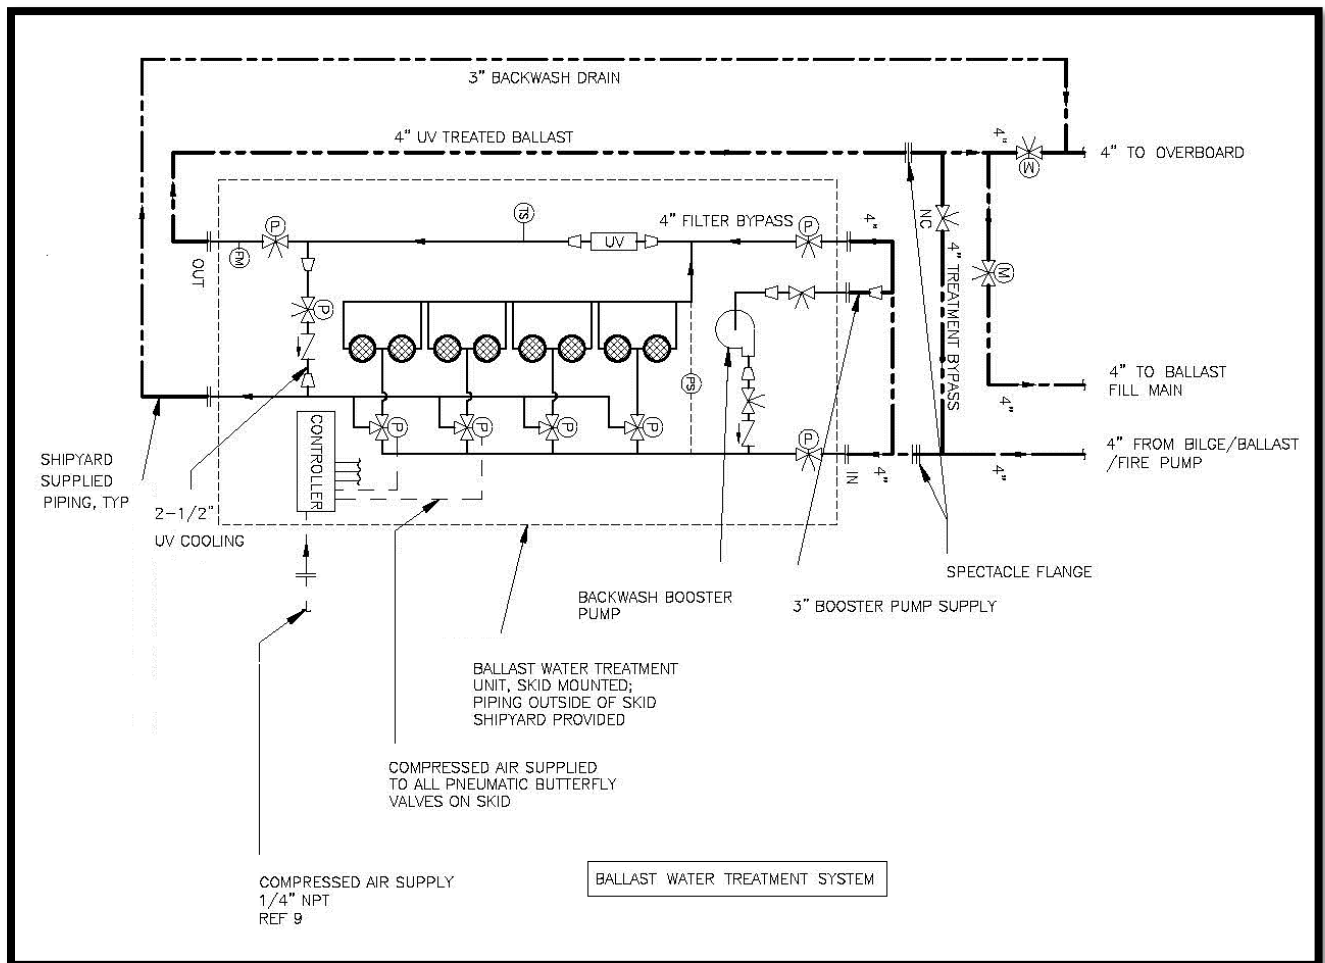 3" BACKWASH DRAIN
4" UV TREATED BALLAST
4"
M
4" TO OVERBOARD
P
TS
4" FILTER BYPASS
P
4"
NC
FM
UV
OUT
P
4" TREATMENT BYPASS
M
PS
4" TO BALLAST
FILL MAIN
4"
P
P
P
P
P
CONTROLLER
IN
4"
4"
4" FROM BILGE/BALLAST
/FIRE PUMP
SHIPYARD
SUPPLIED
PIPING, TYP
2-1/2"
UV COOLING
SPECTACLE FLANGE
BACKWASH BOOSTER
PUMP
3" BOOSTER PUMP SUPPLY
BALLAST WATER TREATMENT
UNIT, SKID MOUNTED;
PIPING OUTSIDE OF SKID
SHIPYARD PROVIDED
COMPRESSED AIR SUPPLIED
TO ALL PNEUMATIC BUTTERFLY
VALVES ON SKID
COMPRESSED AIR SUPPLY
1/4" NPT
REF 9
BALLAST WATER TREATMENT SYSTEM